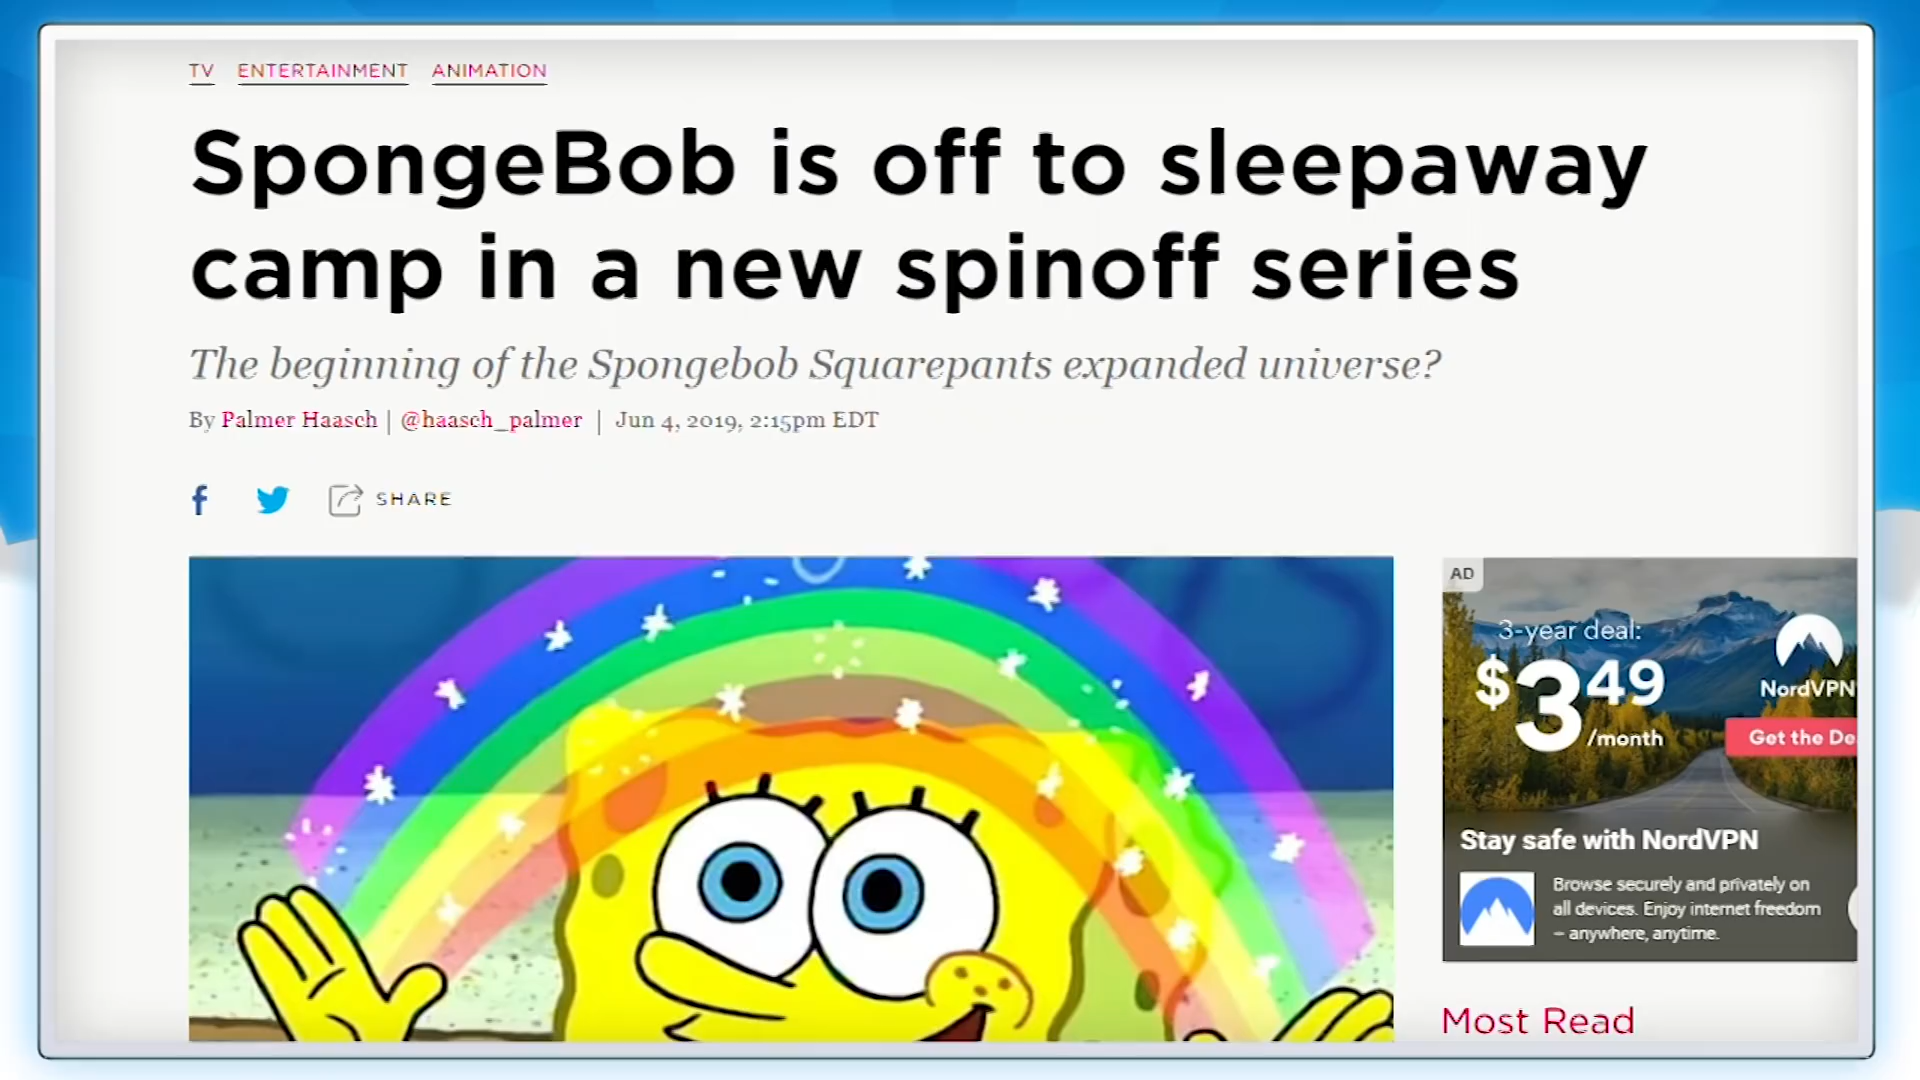 TV ENTERTAINMENT ANIMATION
SpongeBob is off to sleepaway
camp in a new spinoff series
The beginning of the Spongebob Squarepants expanded universe?
By Palmer Haasch | @haasch_palmer | Jun 4, 2019, 2:15pm EDT
SHARE
AD
3-year deal:
$349
/month
NordVPN
Get the De
Stay safe with NordVPN
Browse securely and privately on
all devices. Enjoy internet freedom
– anywhere, anytime.
Most Read